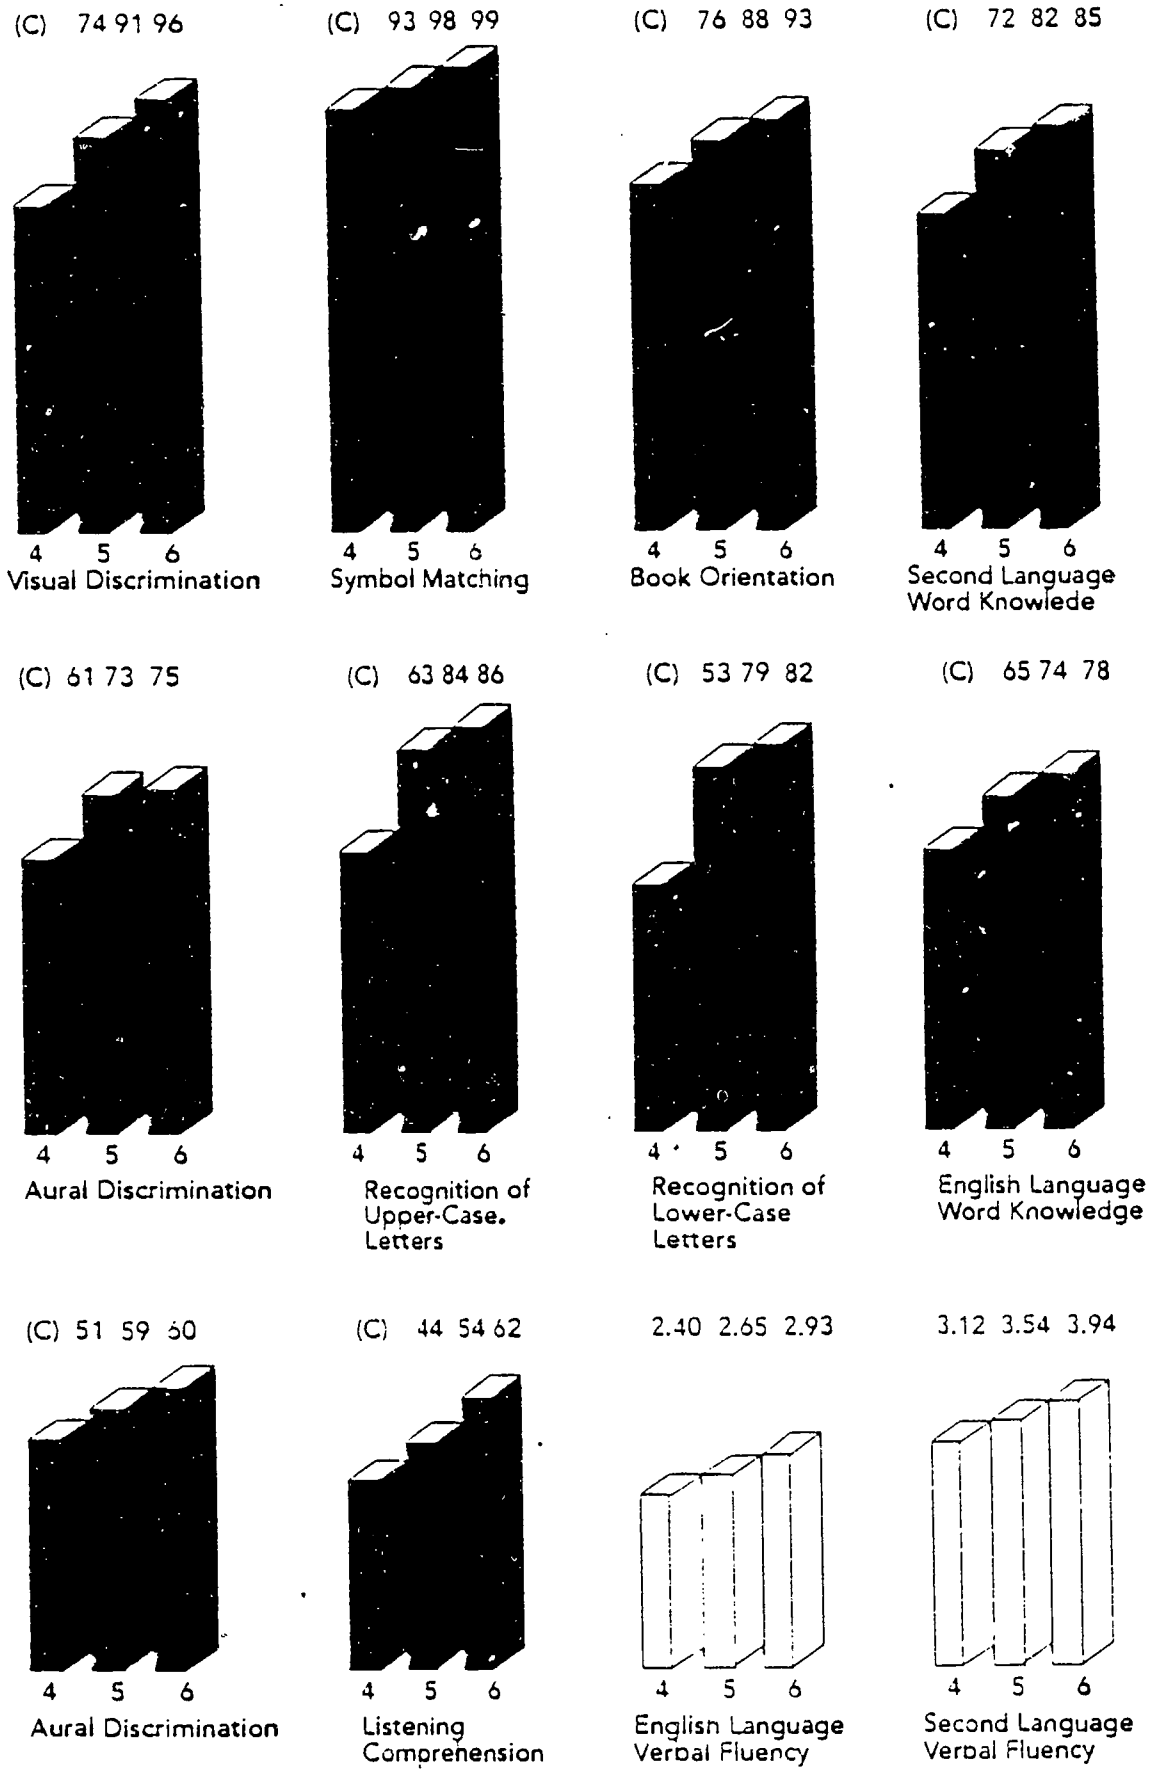 (C) 74 91 96
(C) 93 98 99
(C) 76 88 93
(C) 72 82 85
4 5 6
4 5 6
4 5 6
4 5 6
Visual Discrimination
Symbol Matching
Book Orientation
Second Language
Word Knowlede
(C) 61 73 75
(C) 63 84 86
(C) 53 79 82
(C) 65 74 78
4 5 6
4 5 6
4 5 6
4 5 6
Aural Discrimination
Recognition of
Upper-Case.
Letters
Recognition of
Lower-Case
Letters
English Language
Word Knowledge
(C) 51 59 60
(C) 44 54 62
2.40 2.65 2.93
3.12 3.54 3.94
4 5 6
4 5 6
4 5 6
4 5 6
Aural Discrimination
Listening
Comprehension
English Language
Verbal Fluency
Second Language
Verbal Fluency